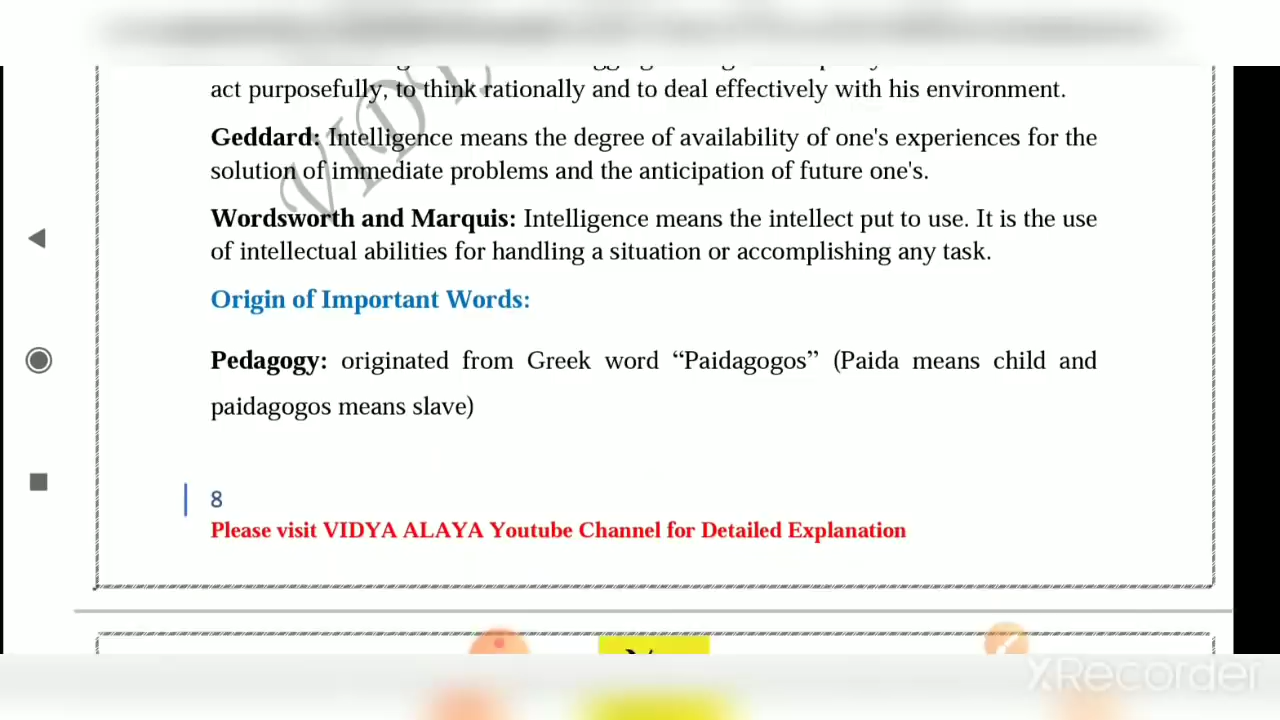 act purposefully, to think rationally and to deal effectively with his environment.
Geddard: Intelligence means the degree of availability of one's experiences for the
solution of immediate problems and the anticipation of future one's.
Wordsworth and Marquis: Intelligence means the intellect put to use. It is the use
of intellectual abilities for handling a situation or accomplishing any task.
Origin of Important Words:
Pedagogy: originated from Greek word “Paidagogos” (Paida means child and
paidagogos means slave)
8
Please visit VIDYA ALAYA Youtube Channel for Detailed Explanation
XRecorder